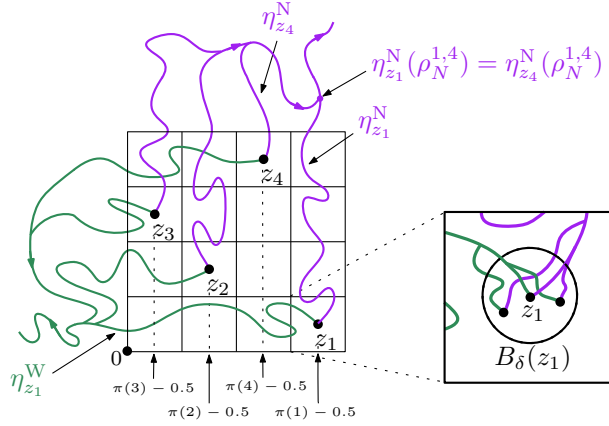 η_{z_4}^N
η_{z_1}^N(ρ_N^{1,4}) = η_{z_4}^N(ρ_N^{1,4})
η_{z_1}^N
z_4
z_3
z_2
z_1
z_1
0
B_δ(z_1)
η_{z_1}^W
π(3) − 0.5
π(4) − 0.5
π(2) − 0.5
π(1) − 0.5